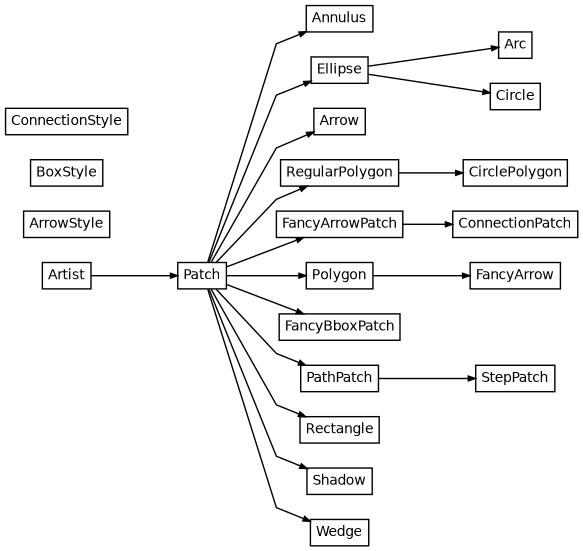 Annulus
Ellipse
Arc
Circle
ConnectionStyle
Arrow
BoxStyle
RegularPolygon
CirclePolygon
ArrowStyle
FancyArrowPatch
ConnectionPatch
Artist
Patch
Polygon
FancyArrow
FancyBboxPatch
PathPatch
StepPatch
Rectangle
Shadow
Wedge